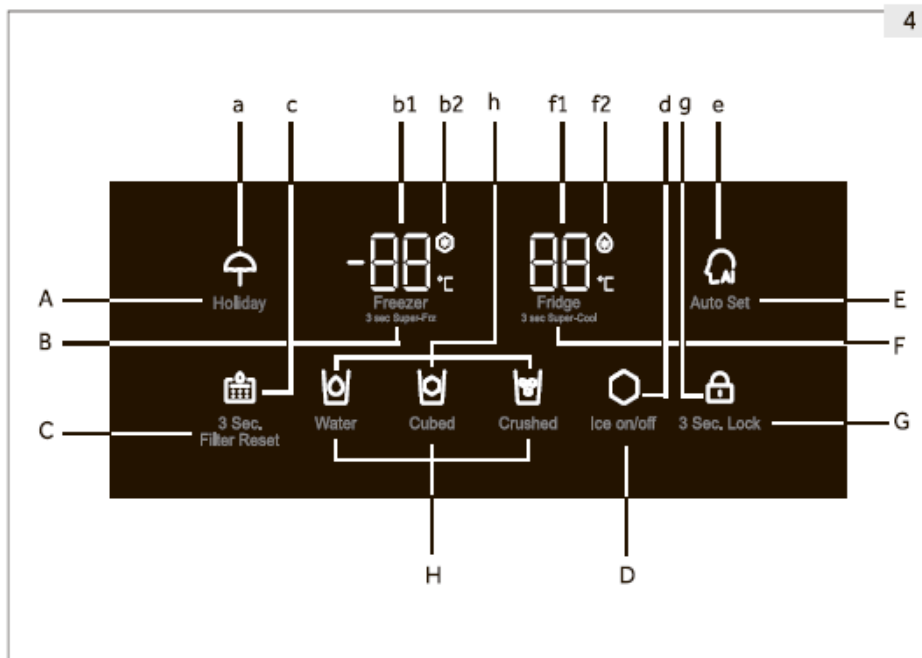 4
a c b1 b2 h f1 f2 d g e
-88 °C 88 °C AI
A Holiday Freezer Fridge Auto Set E
3 sec Super-Frz 3 sec Super-Cool
B F
C 3 Sec. Water Cubed Crushed Ice on/off 3 Sec. Lock G
Filter Reset
H D